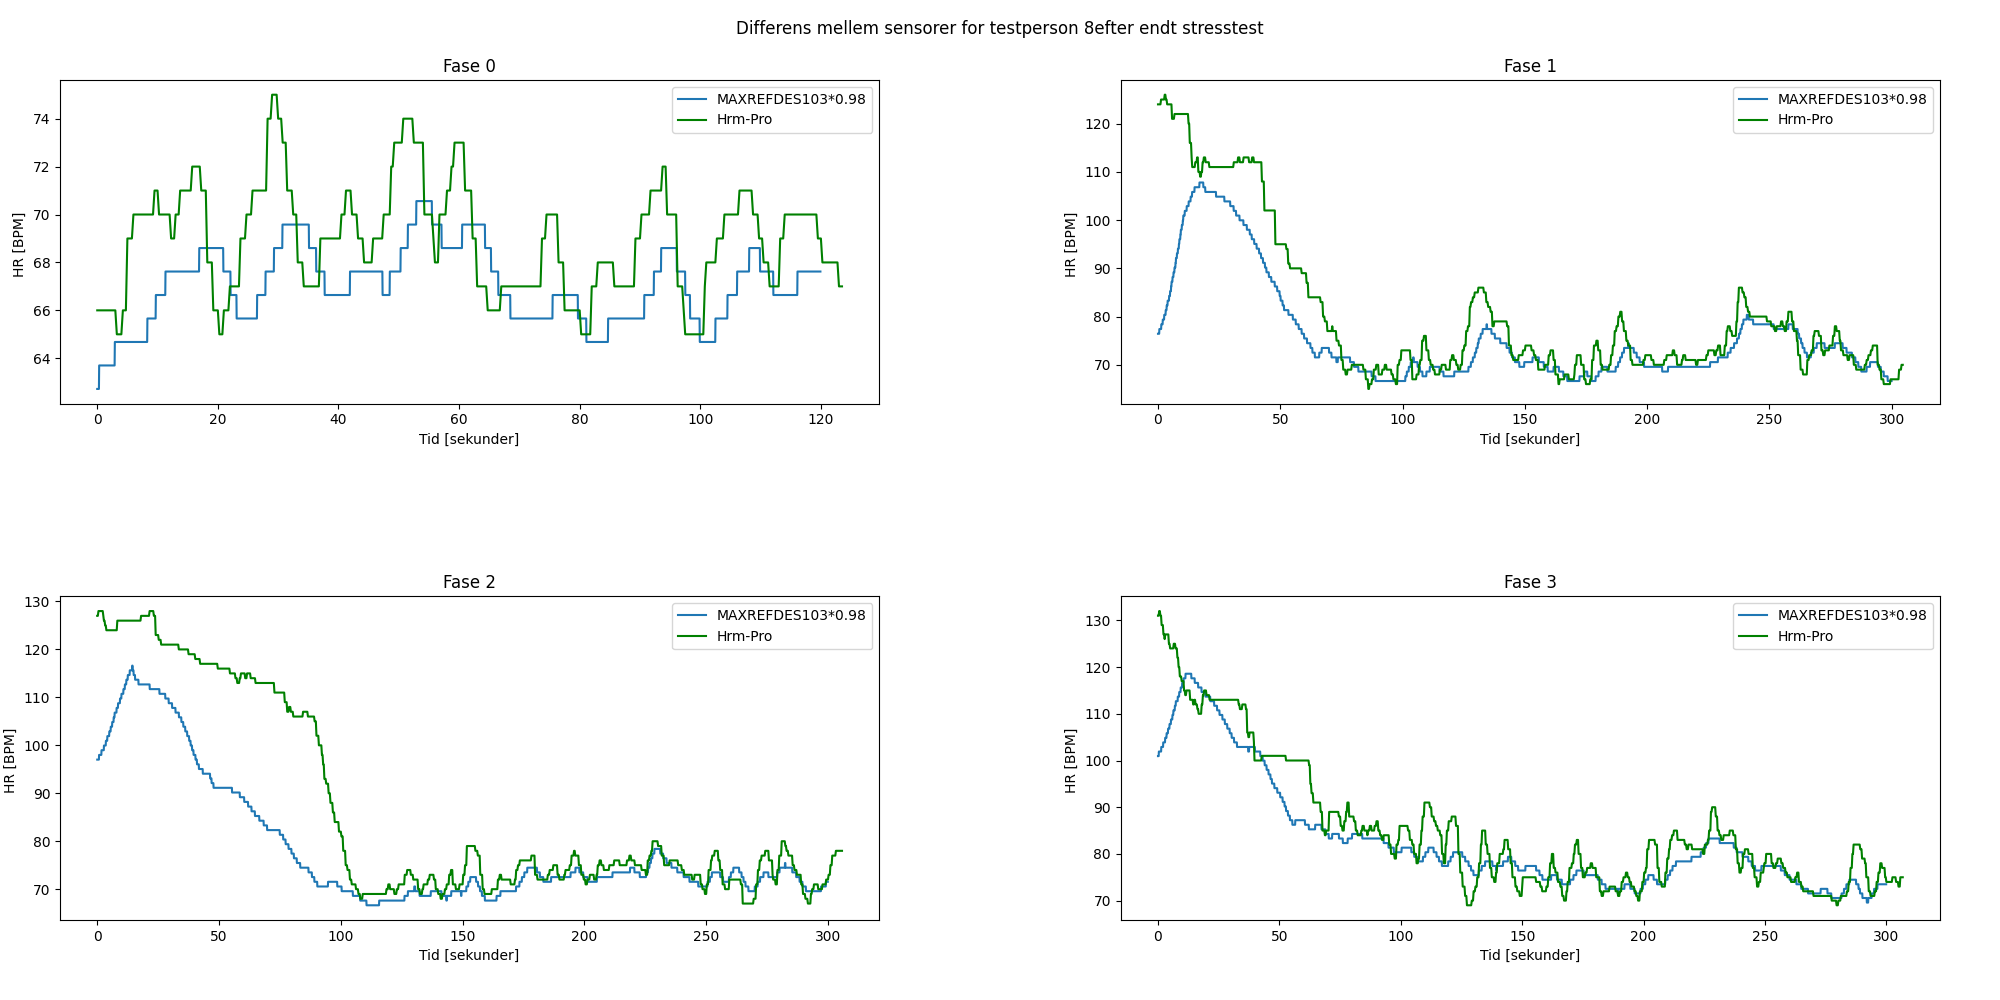 Differens mellem sensorer for testperson 8efter endt stresstest
Fase 0
HR [BPM]
74
72
70
68
66
64
MAXREFDES103*0.98
Hrm-Pro
0 20 40 60 80 100 120
Tid [sekunder]
Fase 1
HR [BPM]
120
110
100
90
80
70
MAXREFDES103*0.98
Hrm-Pro
0 50 100 150 200 250 300
Tid [sekunder]
Fase 2
HR [BPM]
130
120
110
100
90
80
70
MAXREFDES103*0.98
Hrm-Pro
0 50 100 150 200 250 300
Tid [sekunder]
Fase 3
HR [BPM]
130
120
110
100
90
80
70
MAXREFDES103*0.98
Hrm-Pro
0 50 100 150 200 250 300
Tid [sekunder]